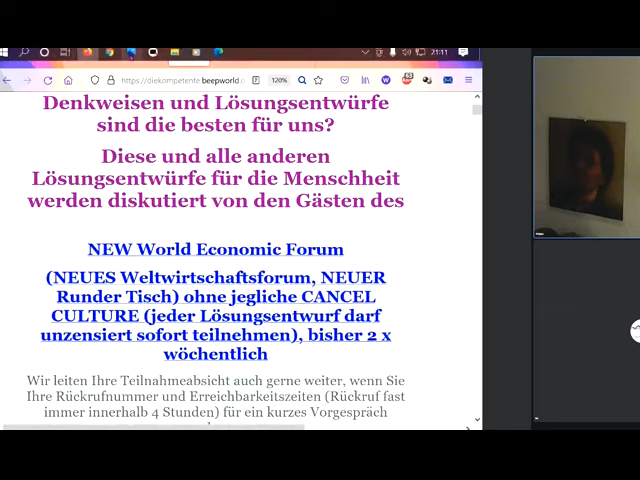 21:11
https://diekompetente.beepworld.
120%
63
Denkweisen und Lösungsentwürfe
sind die besten für uns?
Diese und alle anderen
Lösungsentwürfe für die Menschheit
werden diskutiert von den Gästen des
NEW World Economic Forum
(NEUES Weltwirtschaftsforum, NEUER
Runder Tisch) ohne jegliche CANCEL
CULTURE (jeder Lösungsentwurf darf
unzensiert sofort teilnehmen), bisher 2 x
wöchentlich
Wir leiten Ihre Teilnahmeabsicht auch gerne weiter, wenn Sie
Ihre Rückrufnummer und Erreichbarkeitszeiten (Rückruf fast
immer innerhalb 4 Stunden) für ein kurzes Vorgespräch